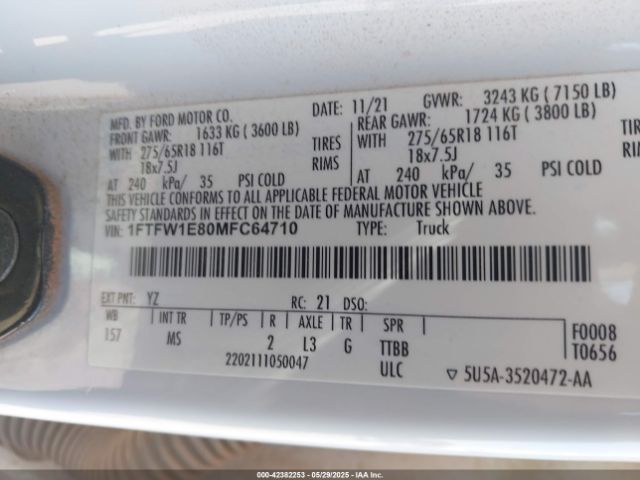 MFD. BY FORD MOTOR CO. DATE: 11/21 GVWR: 3243 KG ( 7150 LB)
FRONT GAWR: 1633 KG ( 3600 LB) REAR GAWR: 1724 KG ( 3800 LB)
WITH 275/65R18 116T TIRES WITH 275/65R18 116T TIRES
18x7.5J RIMS 18x7.5J RIMS
AT 240 kPa/ 35 PSI COLD AT 240 kPa/ 35 PSI COLD
THIS VEHICLE CONFORMS TO ALL APPLICABLE FEDERAL MOTOR VEHICLE
SAFETY STANDARDS IN EFFECT ON THE DATE OF MANUFACTURE SHOWN ABOVE.
VIN: 1FTFW1E80MFC64710 TYPE: Truck
EXT PNT: YZ RC: 21 DSO:
WB INT TR TP/PS R AXLE TR SPR F0008
157 MS 2 L3 G TTBB T0656
2202111050047 ULC ▽ 5U5A-3520472-AA
000-42382253 - 05/29/2025 - COPYRIGHT © IAA, LLC